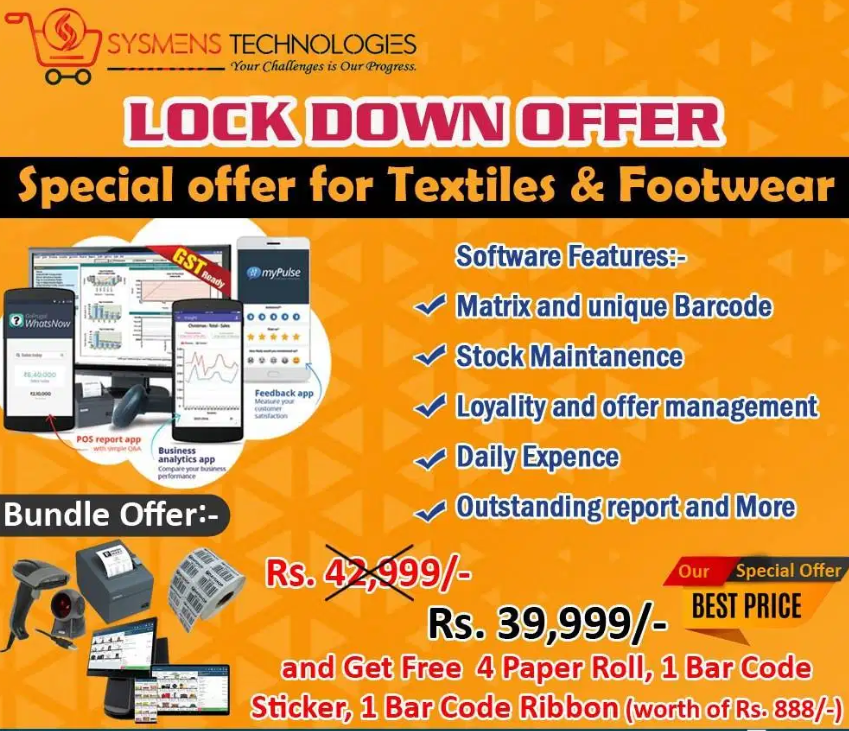 SYSMENS TECHNOLOGIES
Your Challenges is Our Progress.
LOCK DOWN OFFER
Special offer for Textiles & Footwear
GST
Ready
myPulse
WhatsNow
Software Features:-
Matrix and unique Barcode
Stock Maintanence
Loyality and offer management
Daily Expence
Outstanding report and More
Feedback app
Measure your
customer
satisfaction
POS report app
with simple Q&A
Business
analytics app
Compare your business
performance
Bundle Offer:-
Rs. 42,999/-
Our Special Offer
BEST PRICE
Rs. 39,999/-
and Get Free 4 Paper Roll, 1 Bar Code
Sticker, 1 Bar Code Ribbon (worth of Rs. 888/-)